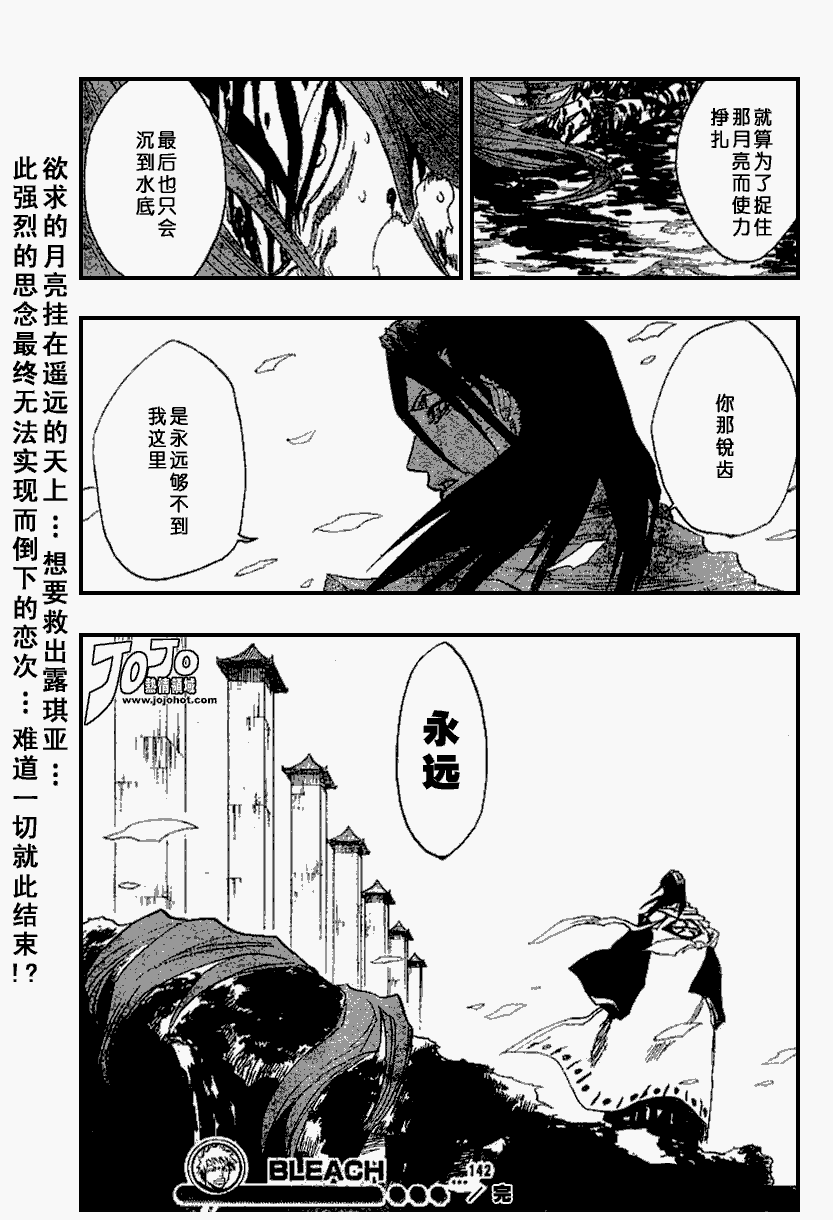 就算为了捉住
那月亮而使力
挣扎
最后也只会
沉到水底
你那锐齿
是永远够不到
我这里
永远
欲求的月亮挂在遥远的天上…想要救出露琪亚…
此强烈的思念最终无法实现而倒下的恋次…难道一切就此结束!?
JOJO
热情领域
www.jojohot.com
BLEACH
142
…
完